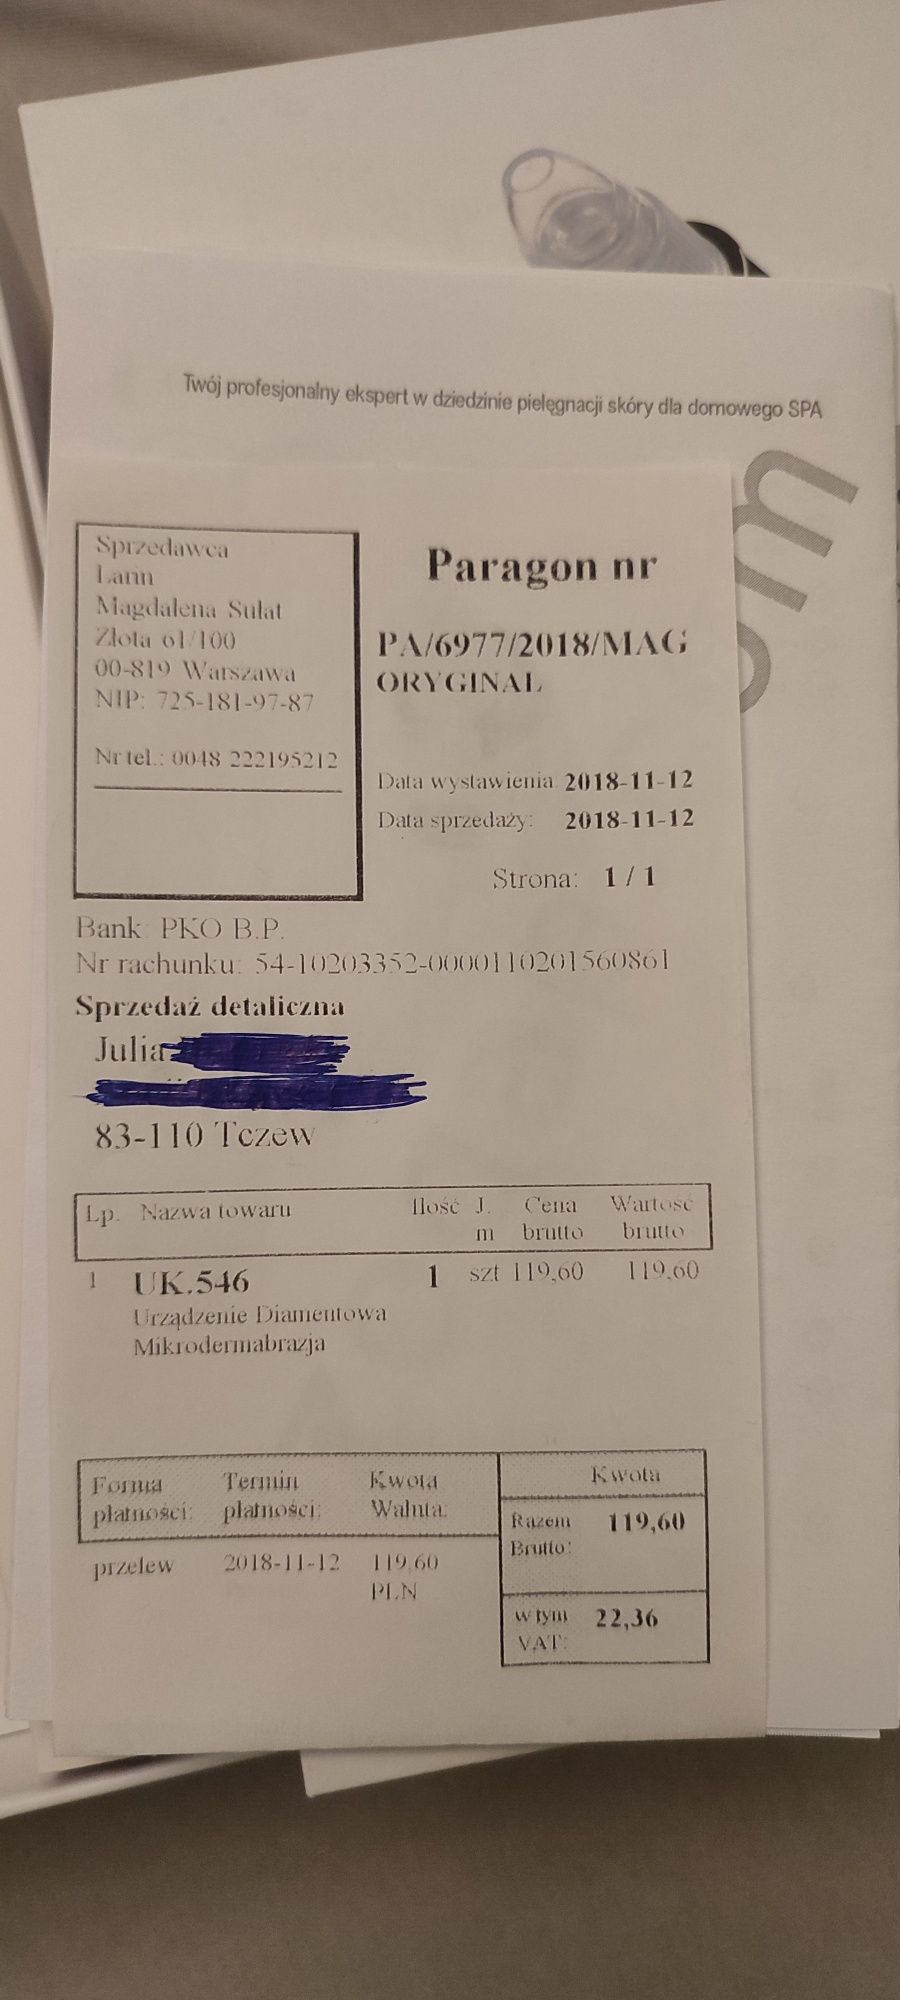 Twój profesjonalny ekspert w dziedzinie pielęgnacji skóry dla domowego SPA
om
Sprzedawca
Lann
Magdalena Sułat
Złota 61/100
00-819 Warszawa
NIP: 725-181-97-87
Nr tel.: 0048 222195212
Paragon nr
PA/6977/2018/MAG
ORYGINAL
Data wystawienia 2018-11-12
Data sprzedaży: 2018-11-12
Strona: 1 / 1
Bank: PKO B.P.
Nr rachunku: 54-10203352-0000110201560861
Sprzedaż detaliczna
Julia
83-110 Tczew
Lp. Nazwa towaru Ilość J. m Cena brutto Wartość brutto
1 UK.546 1 szt 119,60 119,60
Urządzenie Diamentowa
Mikrodermabrazja
Forma płatności: Termin płatności: Kwota Waluta:
przelew 2018-11-12 119,60 PLN
Kwota
Razem Brutto: 119,60
w tym VAT: 22,36